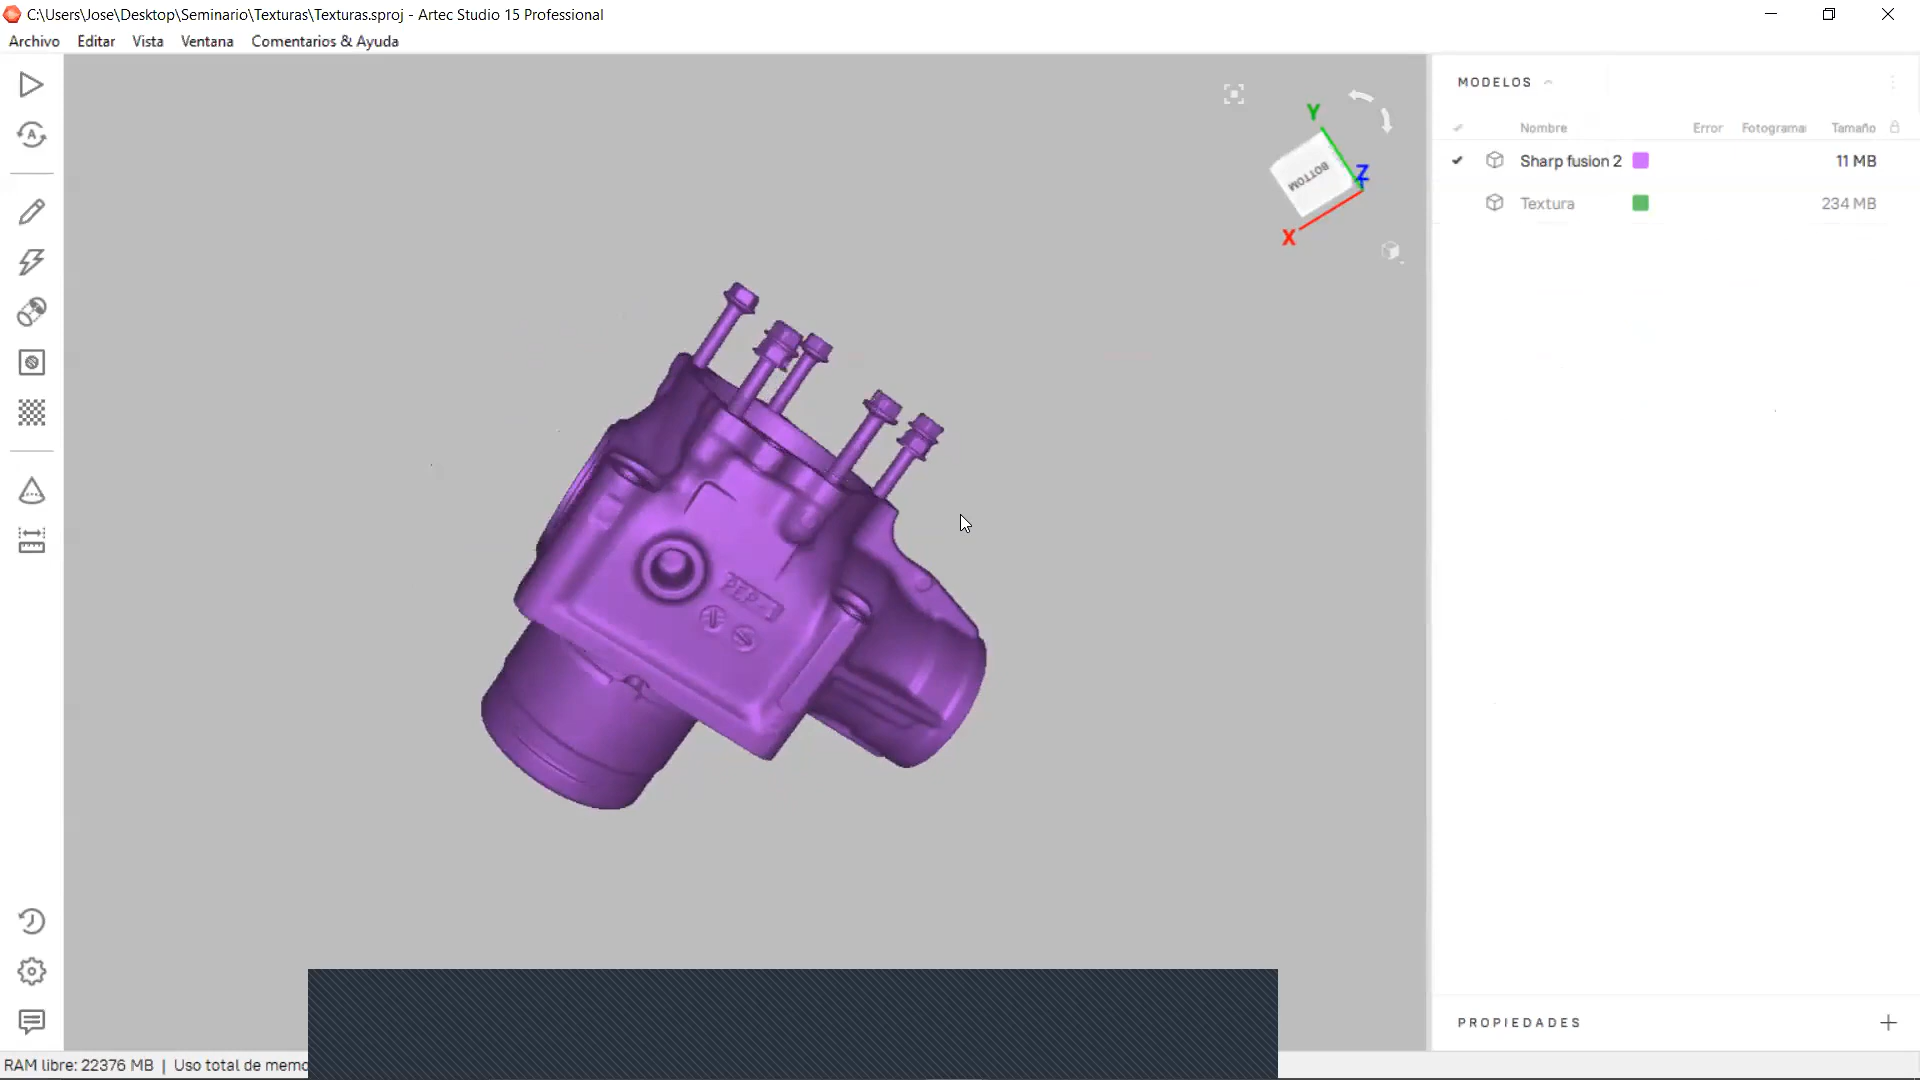 C:\Users\Jose\Desktop\Seminario\Texturas\Texturas.sproj - Artec Studio 15 Professional
Archivo Editar Vista Ventana Comentarios & Ayuda
MODELOS
Nombre Error Fotograma Tamaño
Sharp fusion 2 11 MB
Textura 234 MB
Y
Z
X
BOTTOM
A
PROPIEDADES
RAM libre: 22376 MB | Uso total de memo